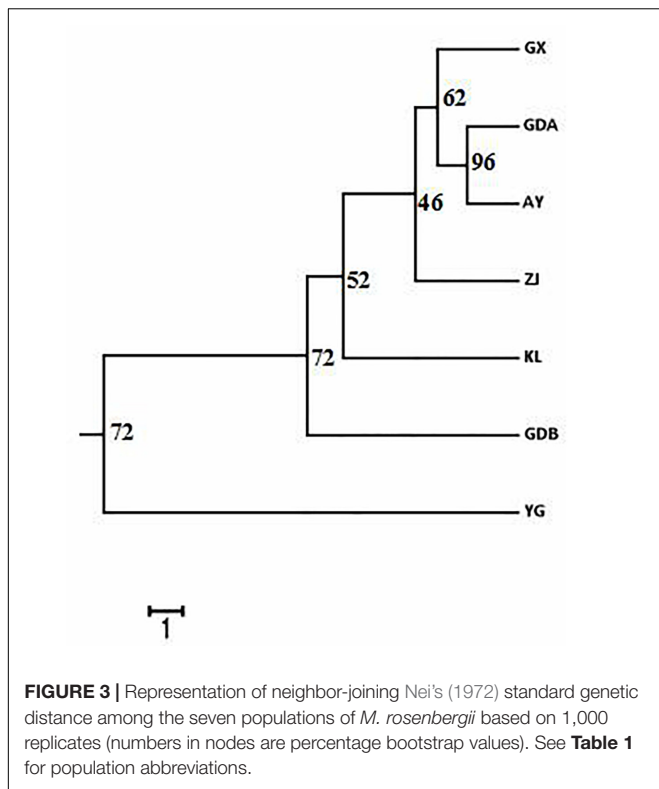 GX
62
GDA
96
AY
46
ZJ
52
KL
72
GDB
72
YG
1
FIGURE 3 | Representation of neighbor-joining Nei's (1972) standard genetic
distance among the seven populations of M. rosenbergii based on 1,000
replicates (numbers in nodes are percentage bootstrap values). See Table 1
for population abbreviations.